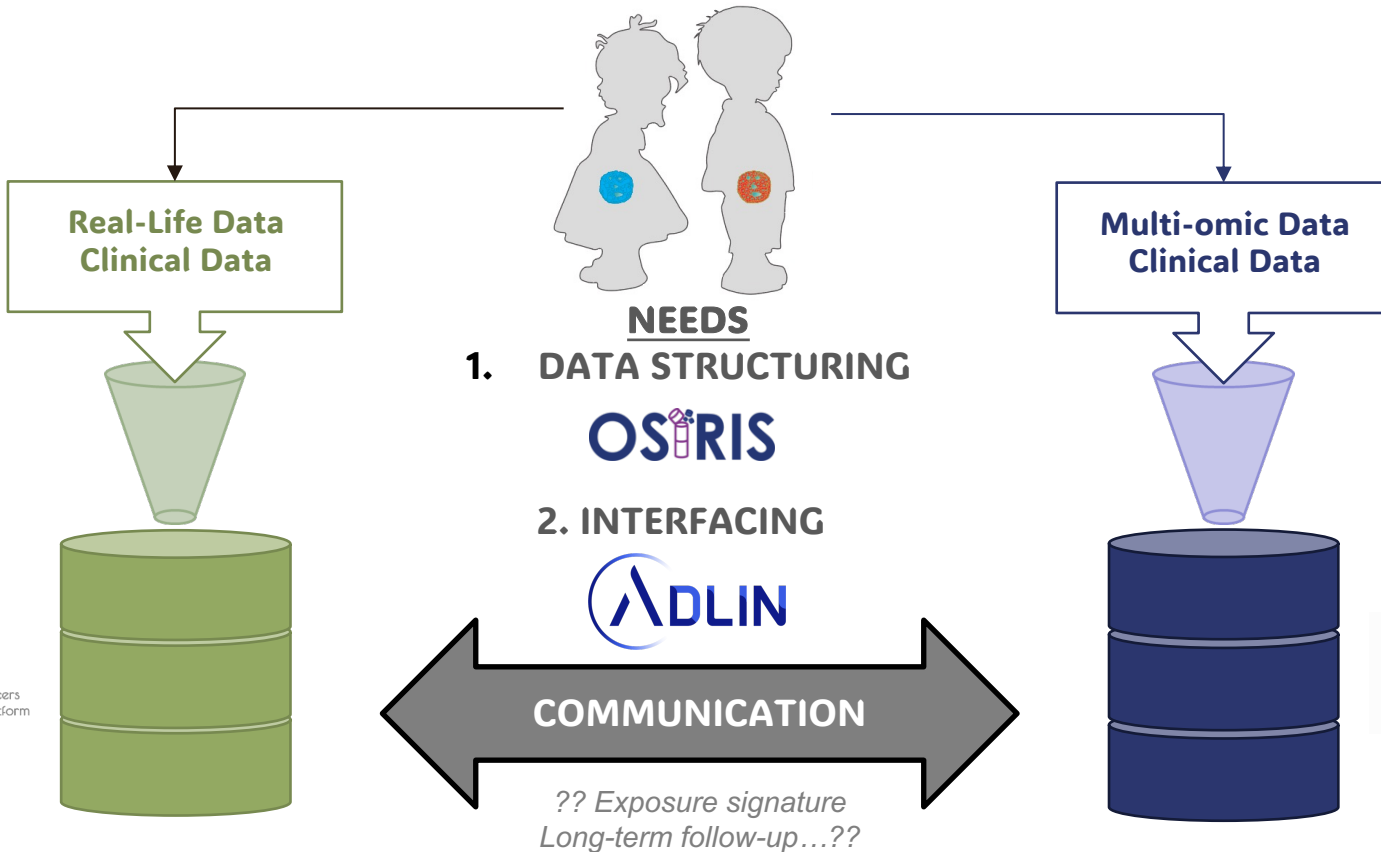 Real-Life Data
Clinical Data
Multi-omic Data
Clinical Data
NEEDS
1. DATA STRUCTURING
OSIRIS
2. INTERFACING
ADLIN
COMMUNICATION
?? Exposure signature
Long-term follow-up...??